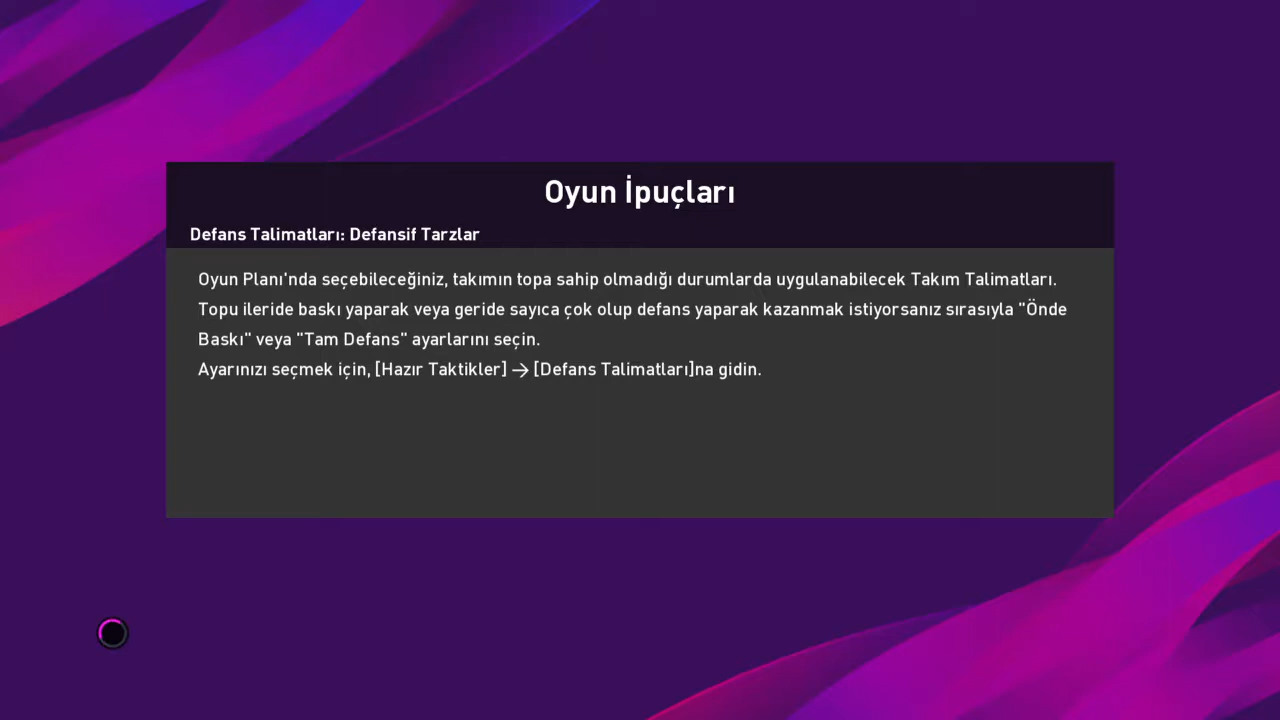 Oyun İpuçları
Defans Talimatları: Defansif Tarzlar
Oyun Planı'nda seçebileceğiniz, takımın topa sahip olmadığı durumlarda uygulanabilecek Takım Talimatları.
Topu ileride baskı yaparak veya geride sayıca çok olup defans yaparak kazanmak istiyorsanız sırasıyla "Önde
Baskı" veya "Tam Defans" ayarlarını seçin.
Ayarınızı seçmek için, [Hazır Taktikler] → [Defans Talimatları]na gidin.